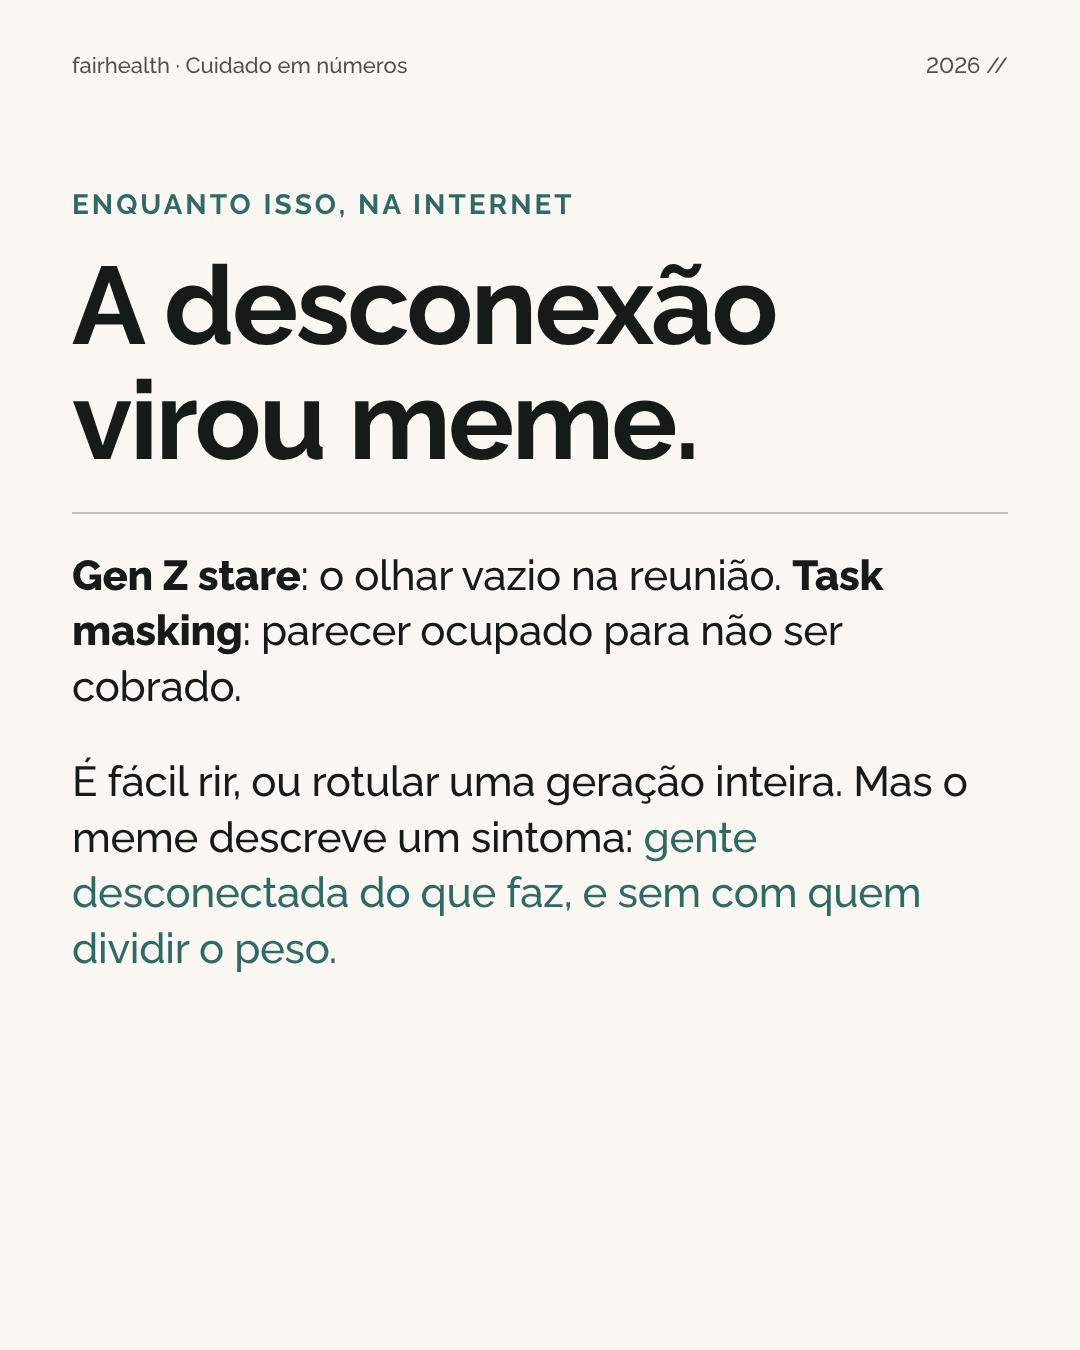 fairhealth · Cuidado em números
2026 //
ENQUANTO ISSO, NA INTERNET
A desconexão
virou meme.
Gen Z stare: o olhar vazio na reunião. Task
masking: parecer ocupado para não ser
cobrado.
É fácil rir, ou rotular uma geração inteira. Mas o
meme descreve um sintoma: gente
desconectada do que faz, e sem com quem
dividir o peso.